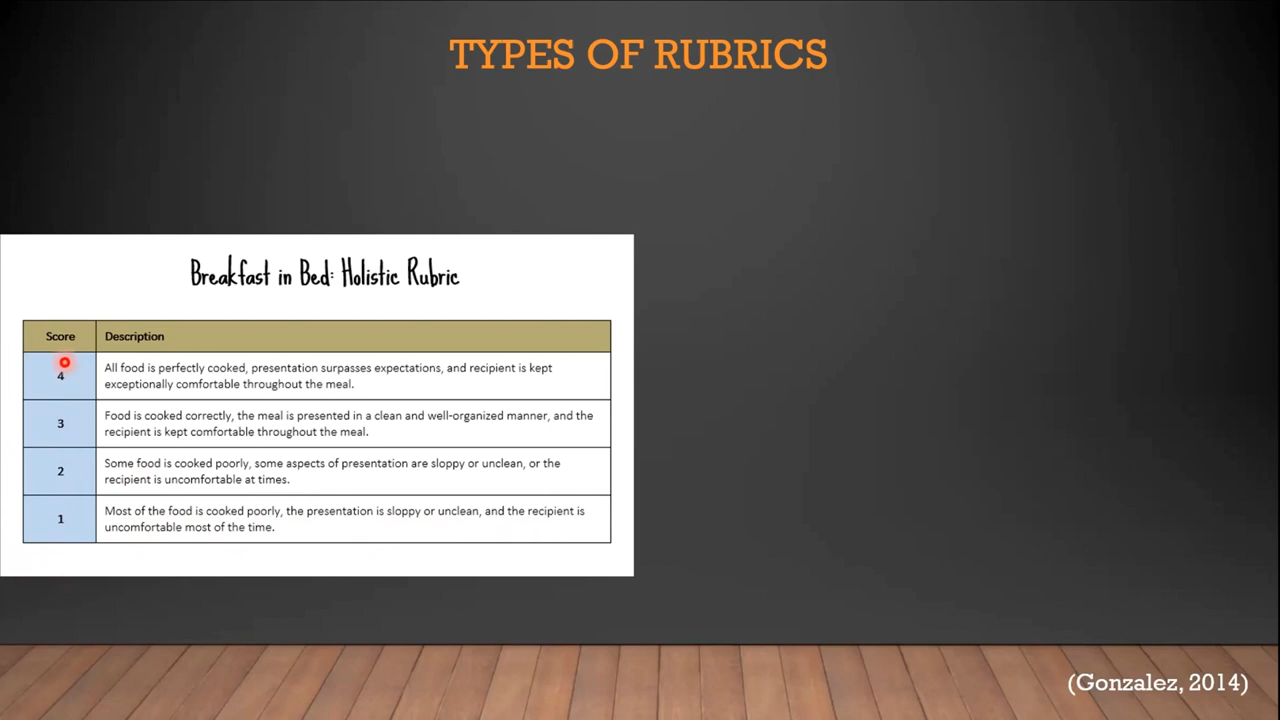 TYPES OF RUBRICS
Breakfast in Bed: Holistic Rubric
Score Description
4 All food is perfectly cooked, presentation surpasses expectations, and recipient is kept
exceptionally comfortable throughout the meal.
3 Food is cooked correctly, the meal is presented in a clean and well-organized manner, and the
recipient is kept comfortable throughout the meal.
2 Some food is cooked poorly, some aspects of presentation are sloppy or unclean, or the
recipient is uncomfortable at times.
1 Most of the food is cooked poorly, the presentation is sloppy or unclean, and the recipient is
uncomfortable most of the time.
(Gonzalez, 2014)